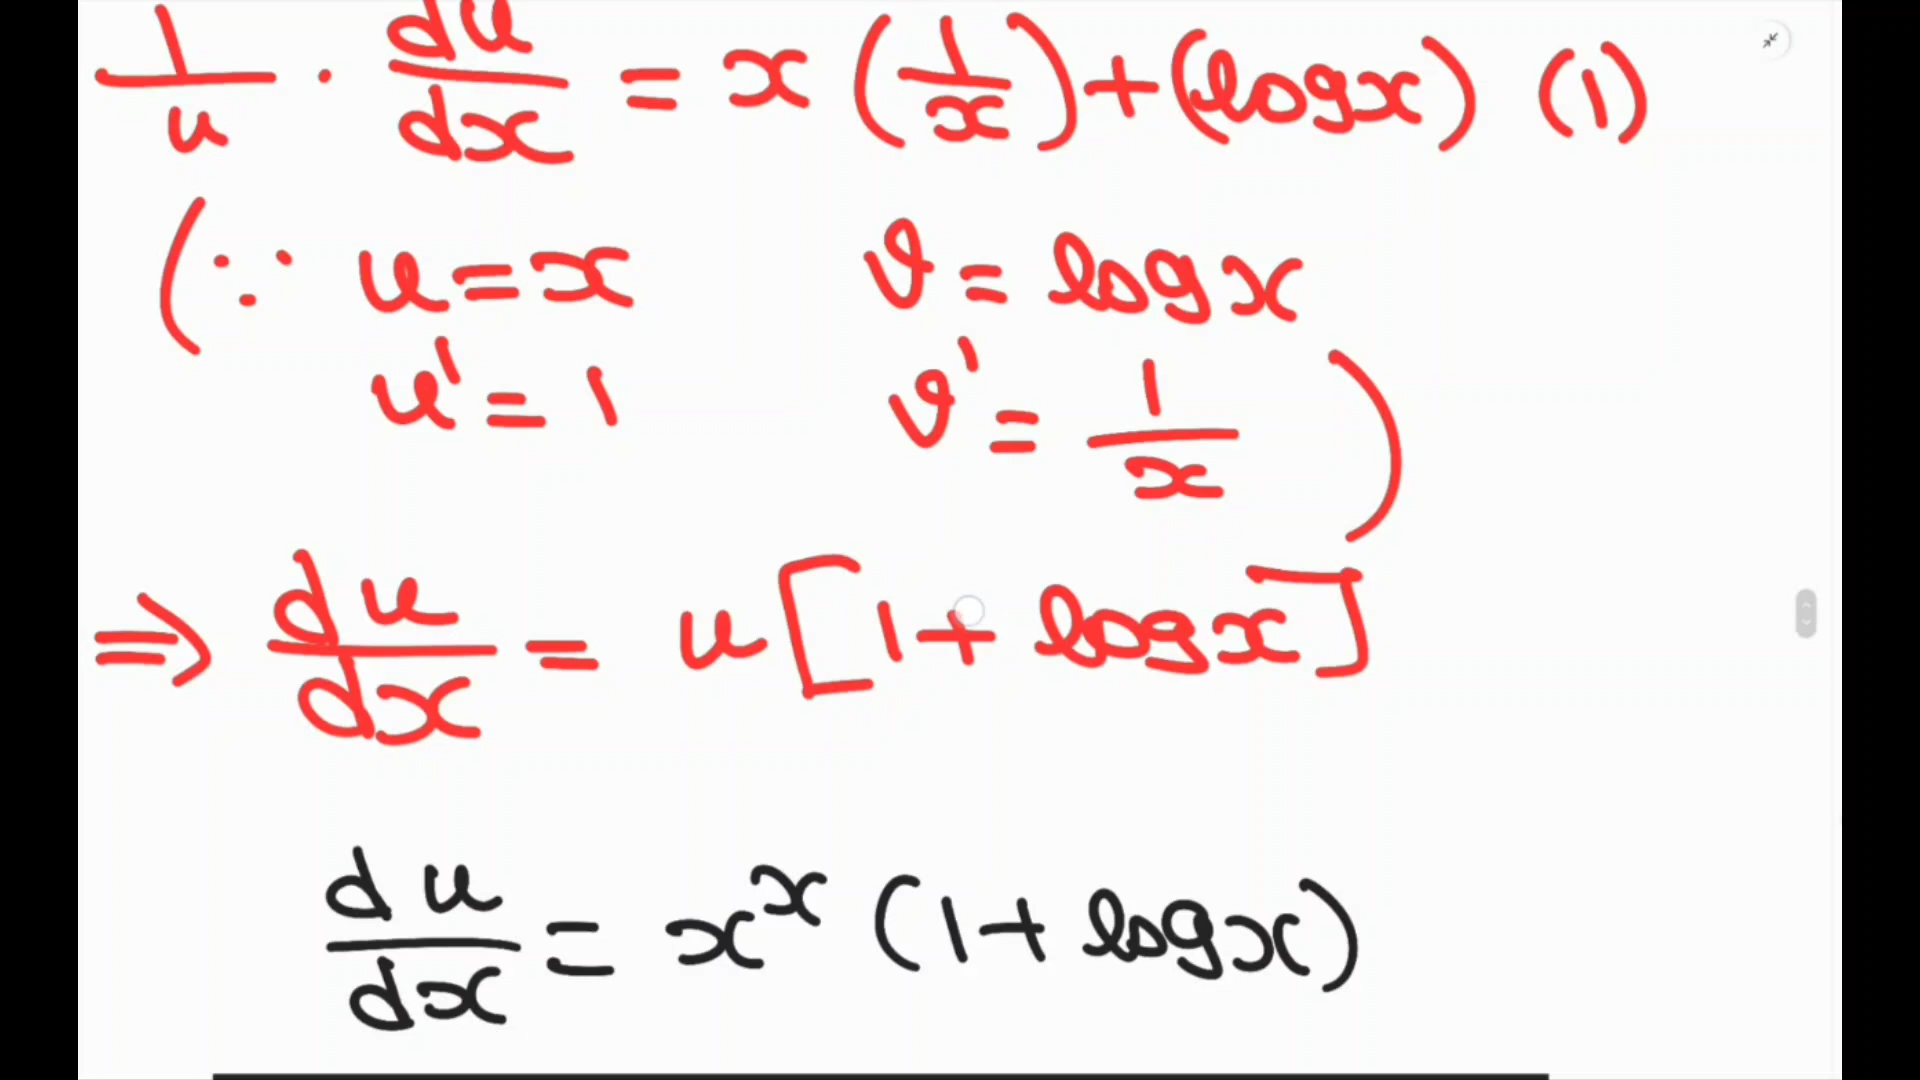 1/u · du/dx = x (1/x) + (log x) (1)
(∵ u = x v = log x
u' = 1 v' = 1/x )
⇒ du/dx = u [1 + log x]
du/dx = x^x (1 + log x)